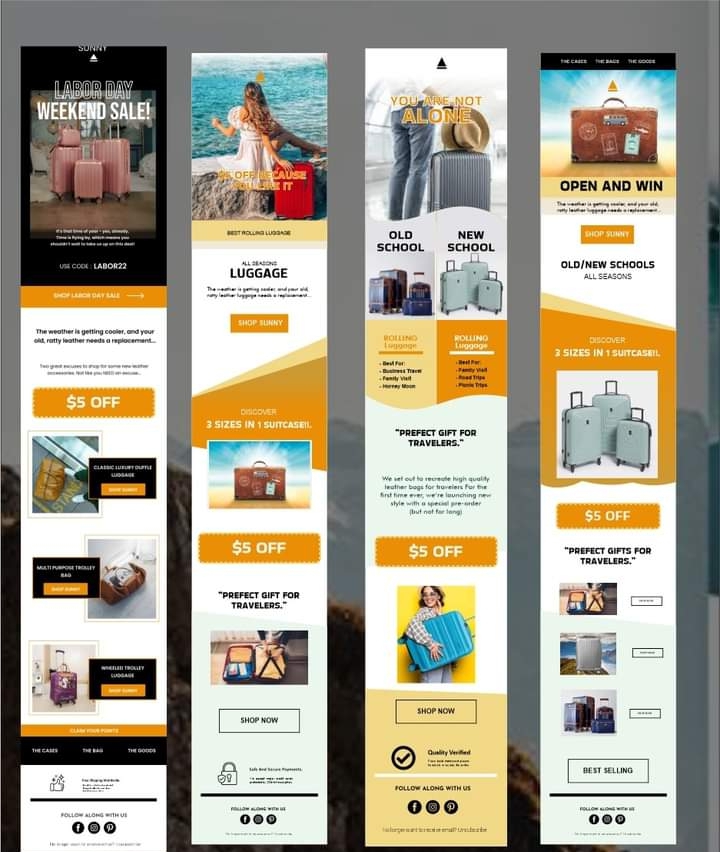 SUNNY
LABOR DAY
WEEKEND SALE!
It's that time of year - yes, already.
Time is flying by, which means you
shouldn't wait to take us up on this deal!
USE CODE : LABOR22
SHOP LABOR DAY SALE
The weather is getting cooler, and your
old, ratty leather luggage needs a replacement...
Two great excuses to shop for some new leather
accessories. Not like you NEED an excuse...
$5 OFF
CLASSIC LUXURY DUFFLE
LUGGAGE
SHOP SUNNY
MULTI PURPOSE TROLLEY
BAG
SHOP SUNNY
WHEELED TROLLEY
LUGGAGE
SHOP SUNNY
CLAIM YOUR POINTS
THE CASES
THE BAG
THE GOODS
FOLLOW ALONG WITH US
No longer want to receive email? Unsubscribe
$5 OFF BECAUSE
YOU LIKE IT
BEST ROLLING LUGGAGE
ALL SEASONS
LUGGAGE
The weather is getting cooler, and your old,
ratty leather luggage needs a replacement...
SHOP SUNNY
DISCOVER
3 SIZES IN 1 SUITCASE!!.
$5 OFF
"PREFECT GIFT FOR
TRAVELERS."
SHOP NOW
Safe And Secure Payments.
FOLLOW ALONG WITH US
YOU ARE NOT
ALONE
OLD
SCHOOL
NEW
SCHOOL
ROLLING
Luggage
- Best For:
- Business Travel
- Family Visit
- Honey Moon
ROLLING
Luggage
- Best For:
- Family Visit
- Road Trips
- Picnic Trips
"PREFECT GIFT FOR
TRAVELERS."
We set out to recreate high quality
leather bags for travelers For the
first time ever, we're launching new
style with a special pre-order
(but not for long)
$5 OFF
SHOP NOW
Quality Verified
FOLLOW ALONG WITH US
No longer want to receive email? Unsubscribe
THE CASES
THE BAGS
THE GOODS
OPEN AND WIN
The weather is getting cooler, and your old,
ratty leather luggage needs a replacement...
SHOP SUNNY
OLD/NEW SCHOOLS
ALL SEASONS
DISCOVER
3 SIZES IN 1 SUITCASE!!.
$5 OFF
"PREFECT GIFTS FOR
TRAVELERS."
BEST SELLING
FOLLOW ALONG WITH US